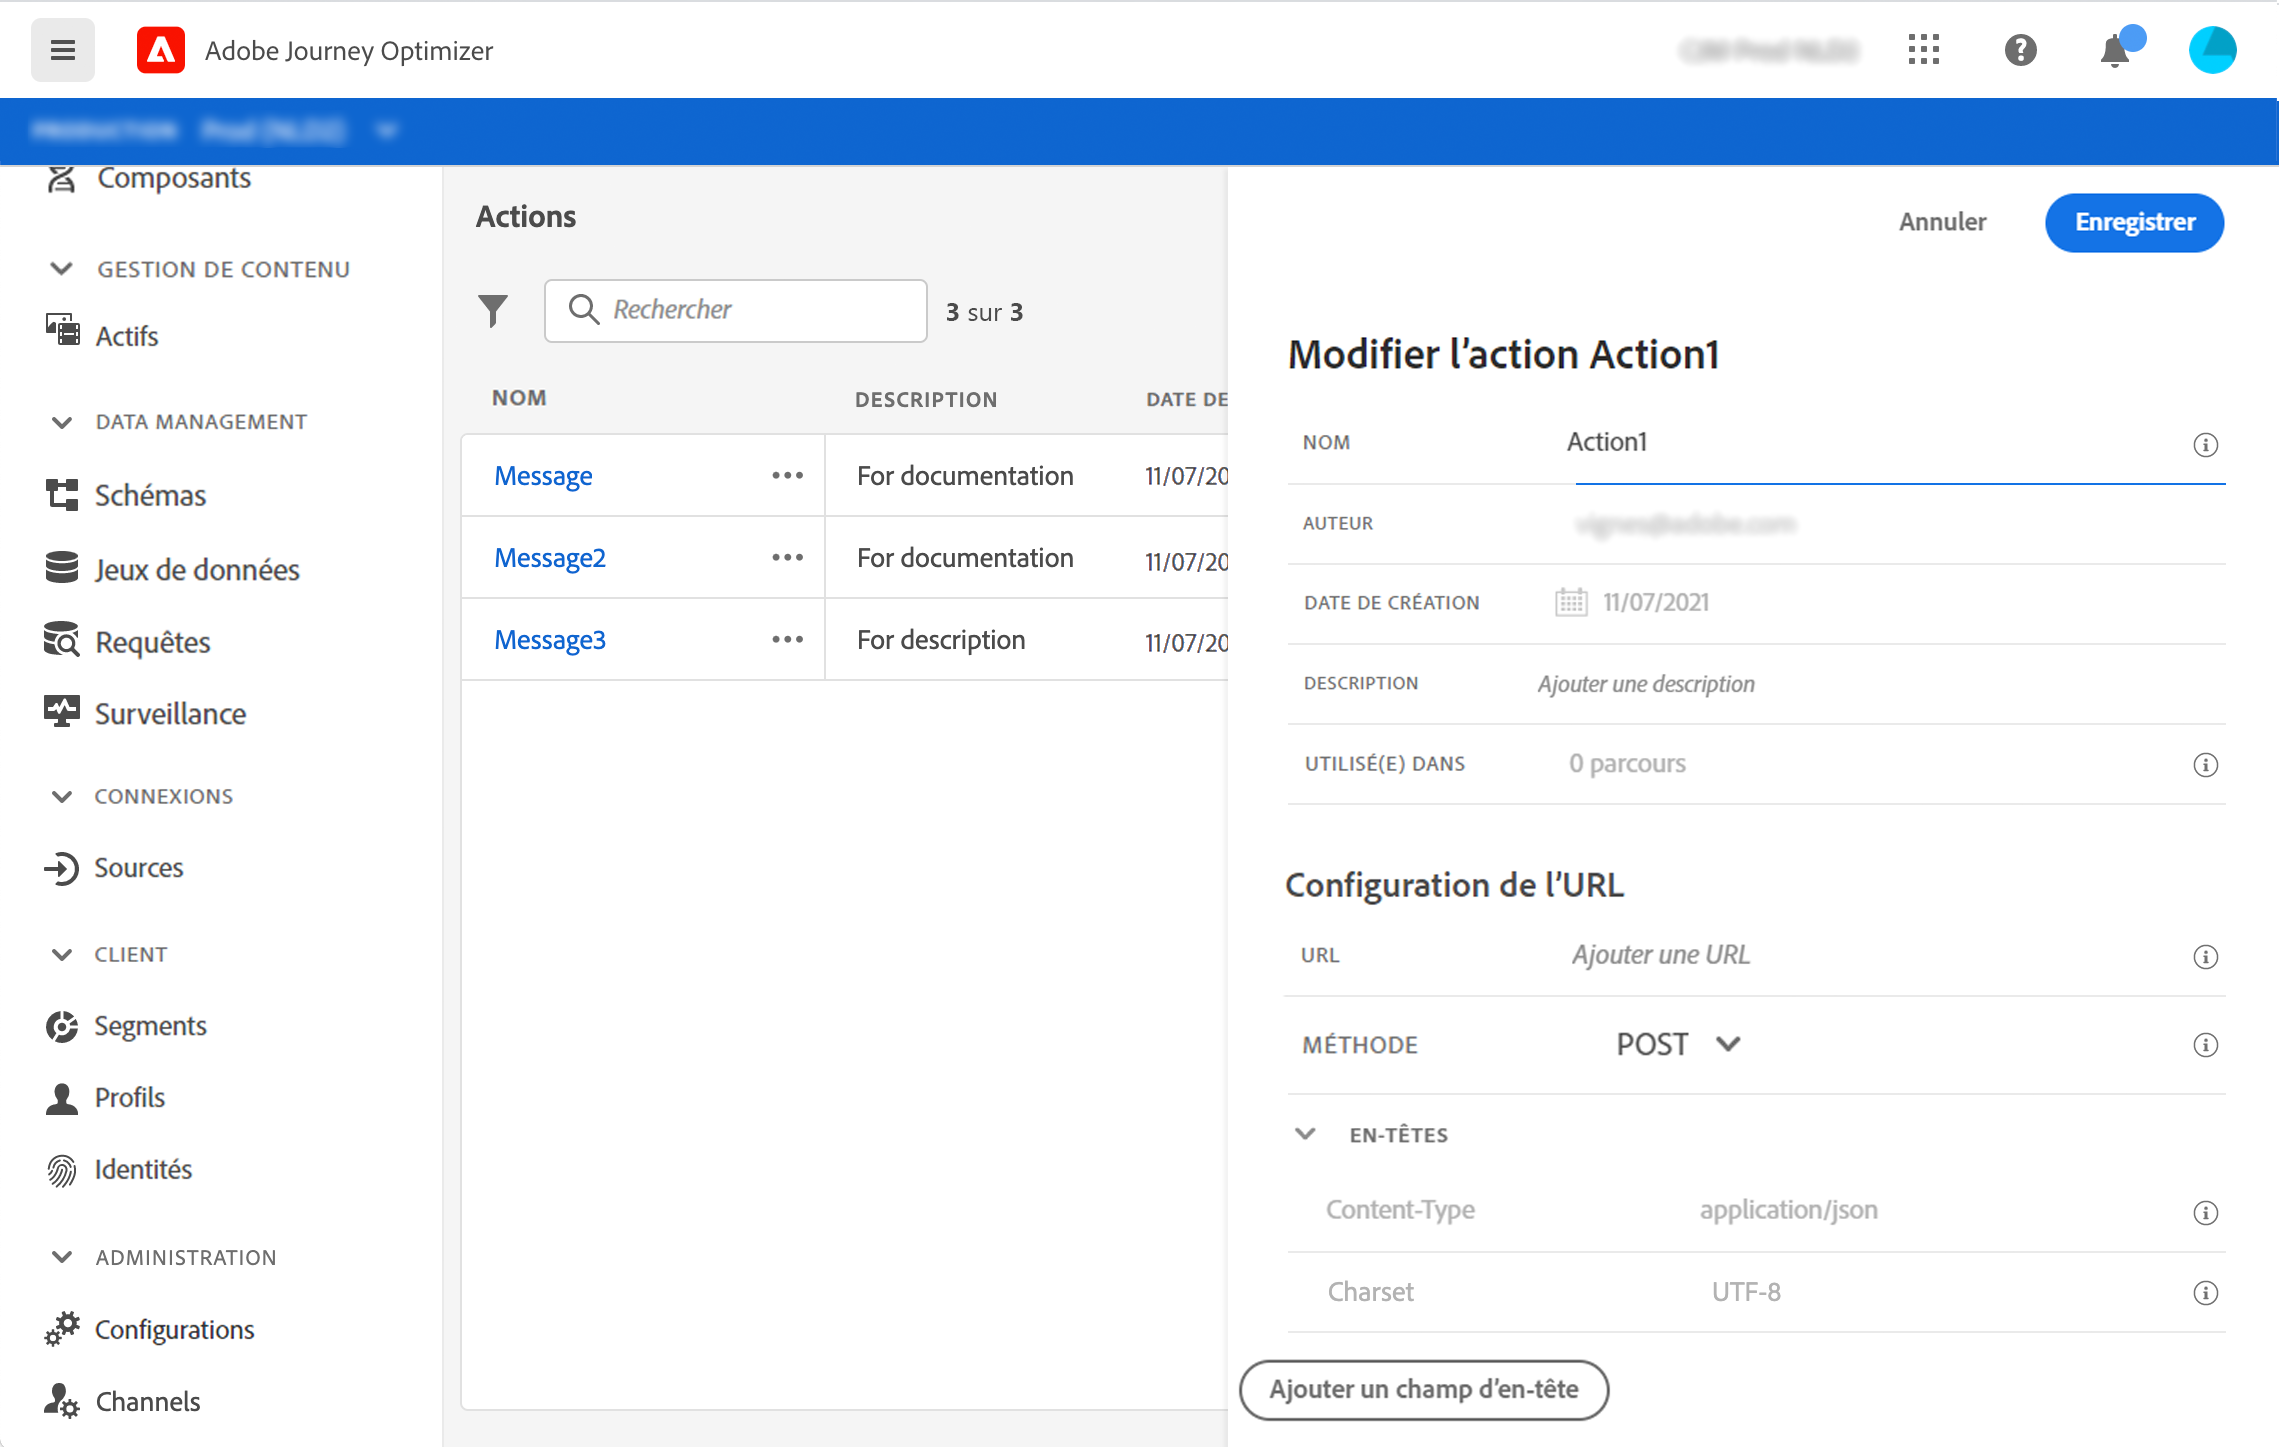 Adobe Journey Optimizer
Composants
GESTION DE CONTENU
Actifs
DATA MANAGEMENT
Schémas
Jeux de données
Requêtes
Surveillance
CONNEXIONS
Sources
CLIENT
Segments
Profils
Identités
ADMINISTRATION
Configurations
Channels
Actions
Rechercher
3 sur 3
NOM DESCRIPTION DATE DE
Message ••• For documentation 11/07/20
Message2 ••• For documentation 11/07/20
Message3 ••• For description 11/07/20
Annuler
Enregistrer
Modifier l’action Action1
NOM Action1
AUTEUR
DATE DE CRÉATION 11/07/2021
DESCRIPTION Ajouter une description
UTILISÉ(E) DANS 0 parcours
Configuration de l’URL
URL Ajouter une URL
MÉTHODE POST
EN-TÊTES
Content-Type application/json
Charset UTF-8
Ajouter un champ d’en-tête